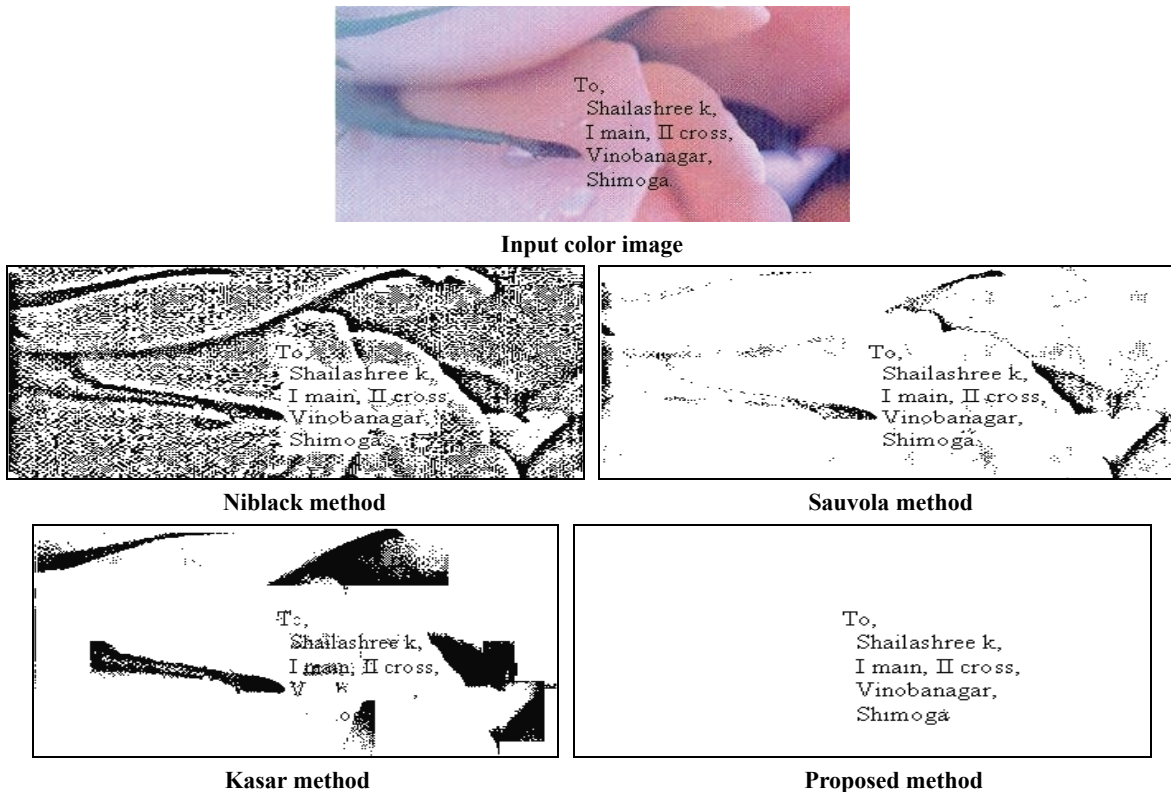 To,
Shailashree k,
I main, II cross,
Vinobanagar,
Shimoga.
Input color image
To,
Shailashree k,
I main, II cross,
Vinobanagar,
Shimoga
Niblack method
To,
Shailashree k,
I main, II cross,
Vinobanagar,
Shimoga
Sauvola method
To,
Shailashree k,
I main, II cross,
Kasar method
To,
Shailashree k,
I main, II cross,
Vinobanagar,
Shimoga
Proposed method